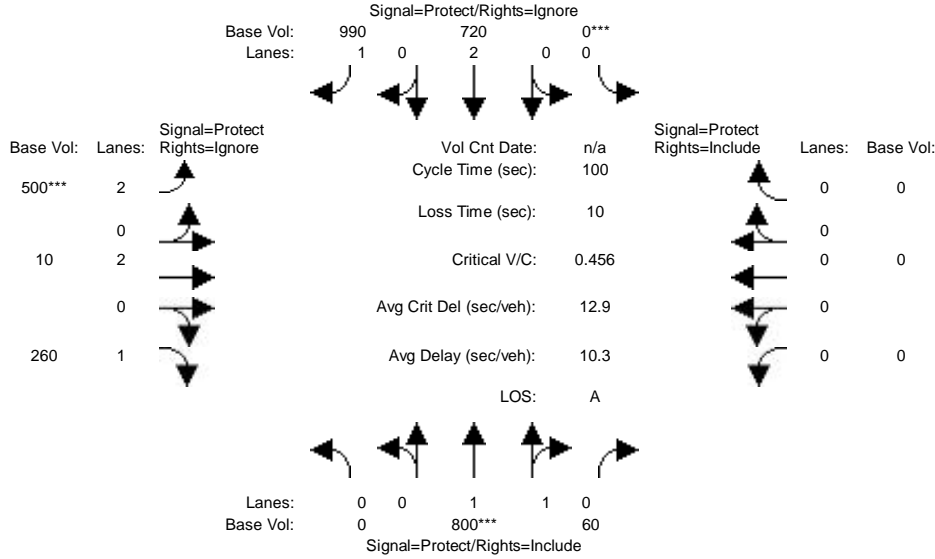 Signal=Protect/Rights=Ignore
Base Vol: 990 720 0***
Lanes: 1 0 2 0 0
Signal=Protect
Base Vol: Lanes: Rights=Ignore
Vol Cnt Date: n/a
Signal=Protect
Rights=Include Lanes: Base Vol:
Cycle Time (sec): 100
500*** 2
0 0
Loss Time (sec): 10
0
0
10 2
Critical V/C: 0.456
0 0
0
Avg Crit Del (sec/veh): 12.9
0
260 1
Avg Delay (sec/veh): 10.3
0 0
LOS: A
Lanes: 0 0 1 1 0
Base Vol: 0 800*** 60
Signal=Protect/Rights=Include